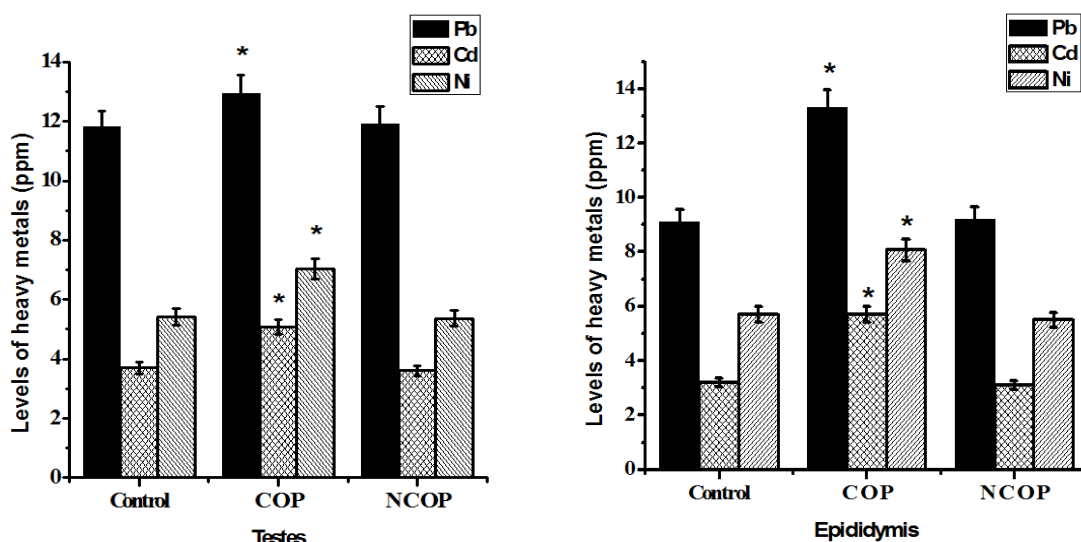 Levels of heavy metals (ppm)
14
12
10
8
6
4
2
0
Pb
Cd
Ni
*
*
*
Control COP NCOP
Testes
Levels of heavy metals (ppm)
14
12
10
8
6
4
2
0
Pb
Cd
Ni
*
*
*
Control COP NCOP
Epididymis